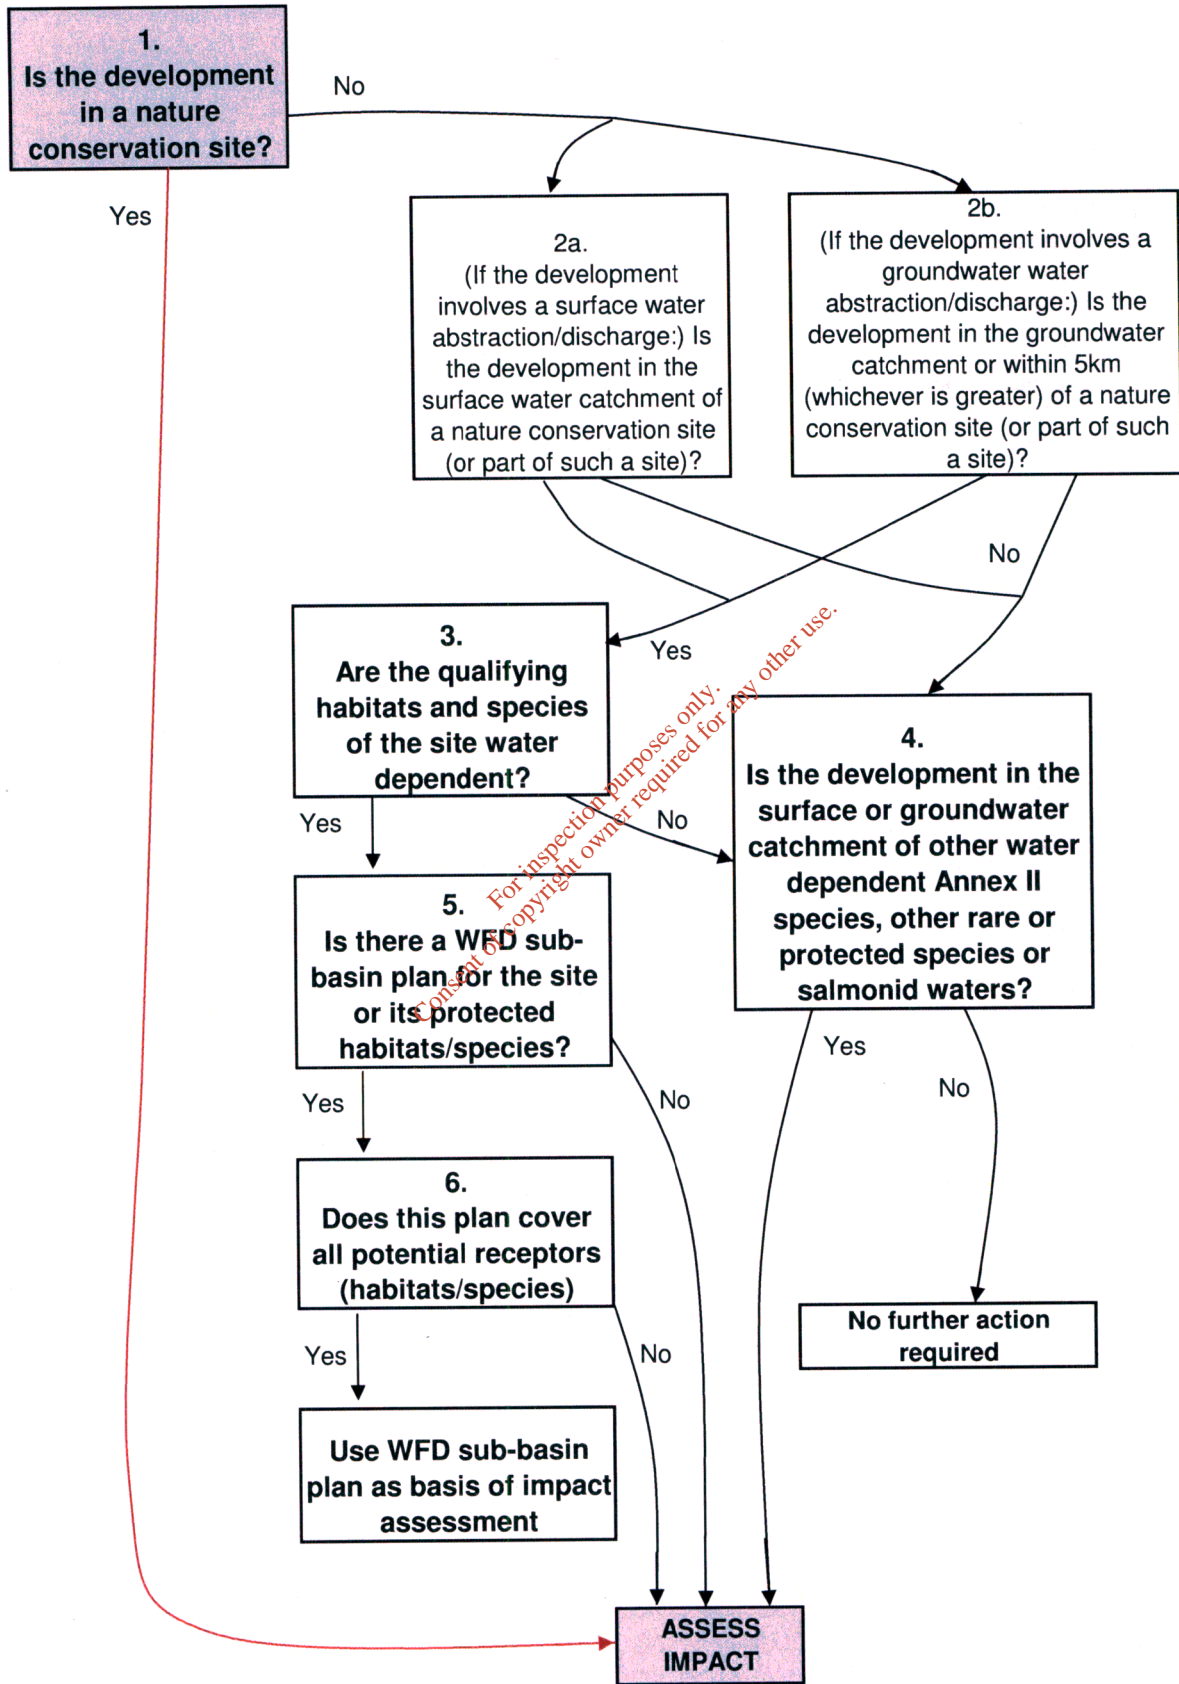 1.
Is the development
in a nature
conservation site?
No
Yes
2a.
(If the development
involves a surface water
abstraction/discharge:) Is
the development in the
surface water catchment of
a nature conservation site
(or part of such a site)?
2b.
(If the development involves a
groundwater water
abstraction/discharge:) Is the
development in the groundwater
catchment or within 5km
(whichever is greater) of a nature
conservation site (or part of such
a site)?
No
Yes
3.
Are the qualifying
habitats and species
of the site water
dependent?
Yes
No
4.
Is the development in the
surface or groundwater
catchment of other water
dependent Annex II
species, other rare or
protected species or
salmonid waters?
5.
Is there a WFD sub-
basin plan for the site
or its protected
habitats/species?
Yes
No
Yes
No
6.
Does this plan cover
all potential receptors
(habitats/species)
Yes
No
No further action
required
Use WFD sub-basin
plan as basis of impact
assessment
ASSESS
IMPACT
For inspection purposes only.
Consent of copyright owner required for any other use.